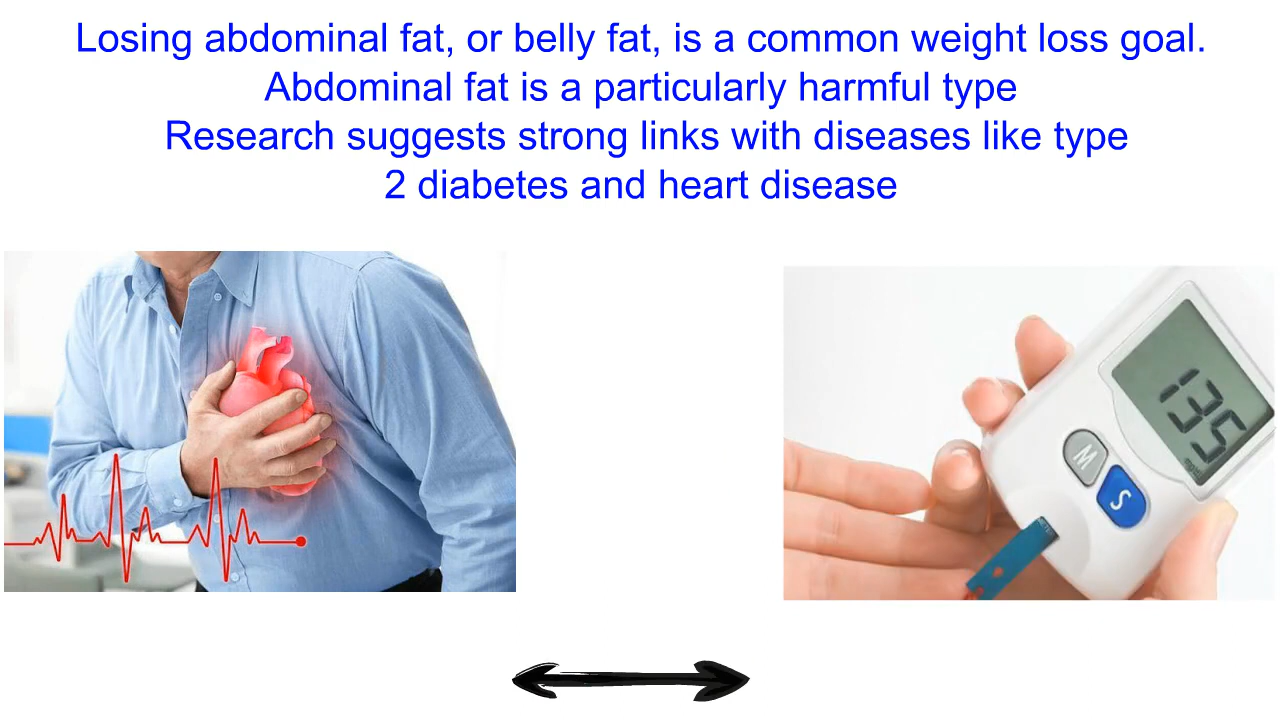 Losing abdominal fat, or belly fat, is a common weight loss goal.
Abdominal fat is a particularly harmful type
Research suggests strong links with diseases like type
2 diabetes and heart disease
135
M
S